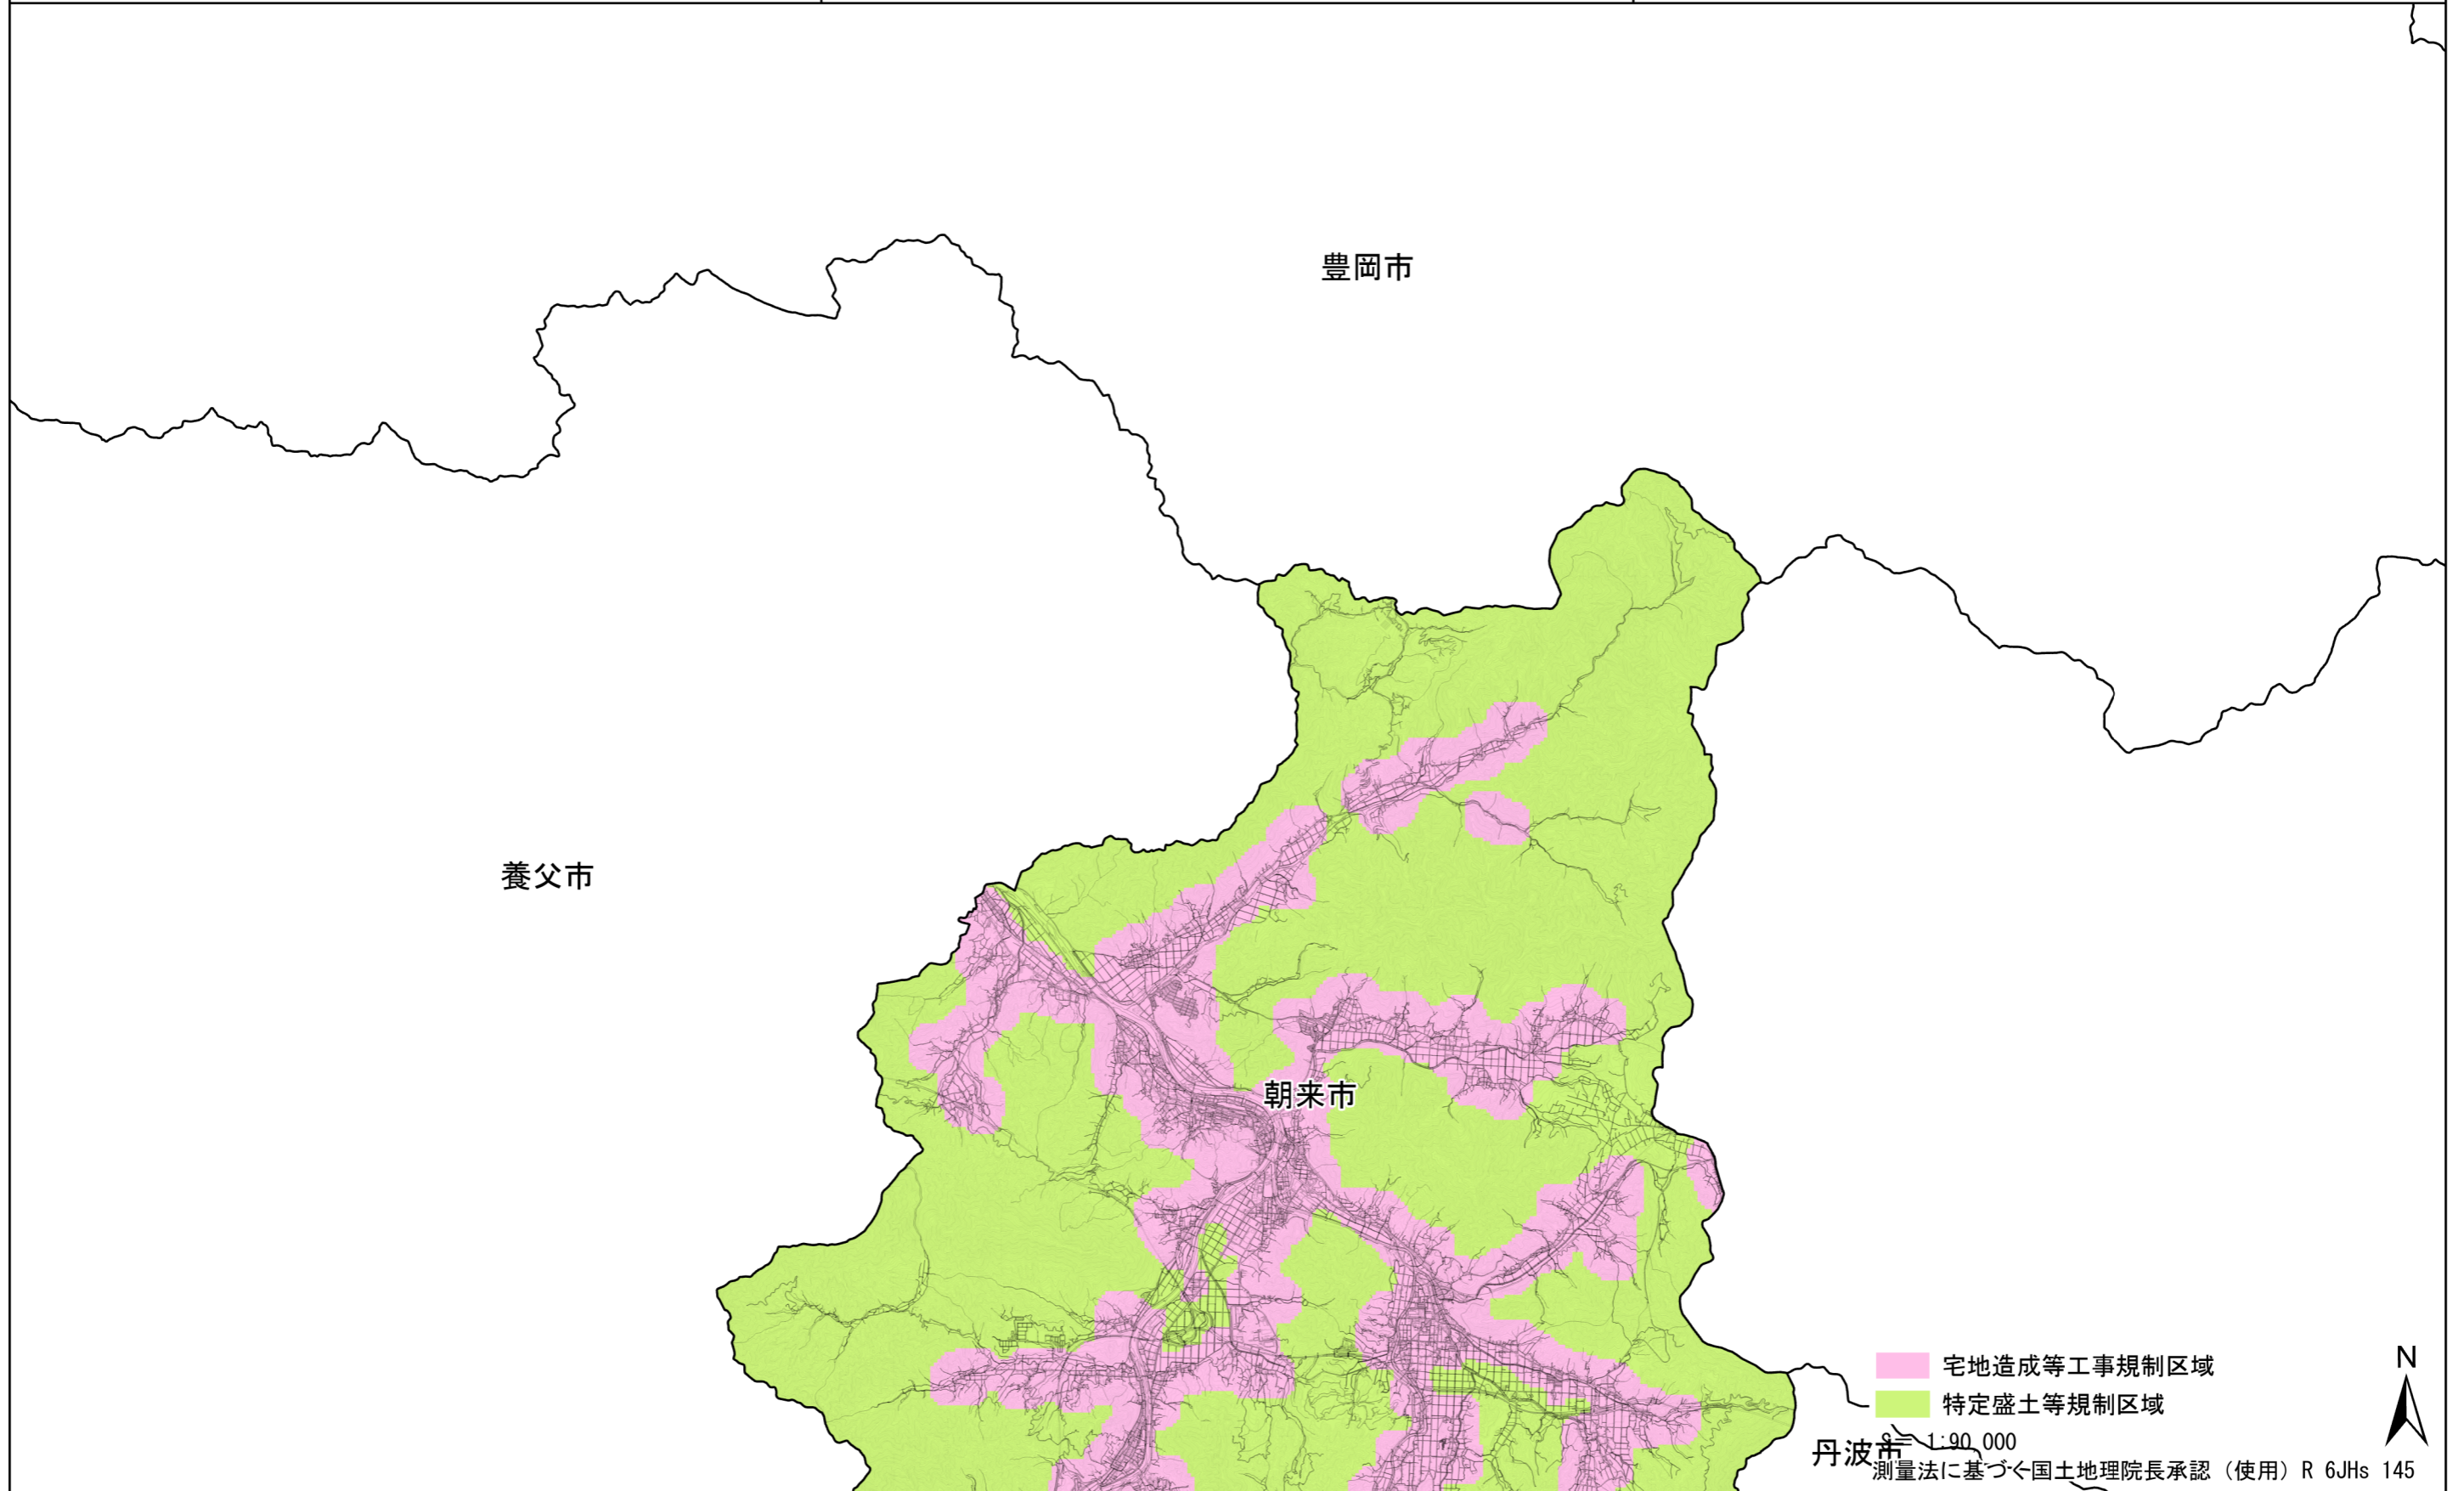 豊岡市
養父市
朝来市
宅地造成等工事規制区域
特定盛土等規制区域
N
S= 1:90,000
丹波市
測量法に基づく国土地理院長承認（使用）R 6JHs 145